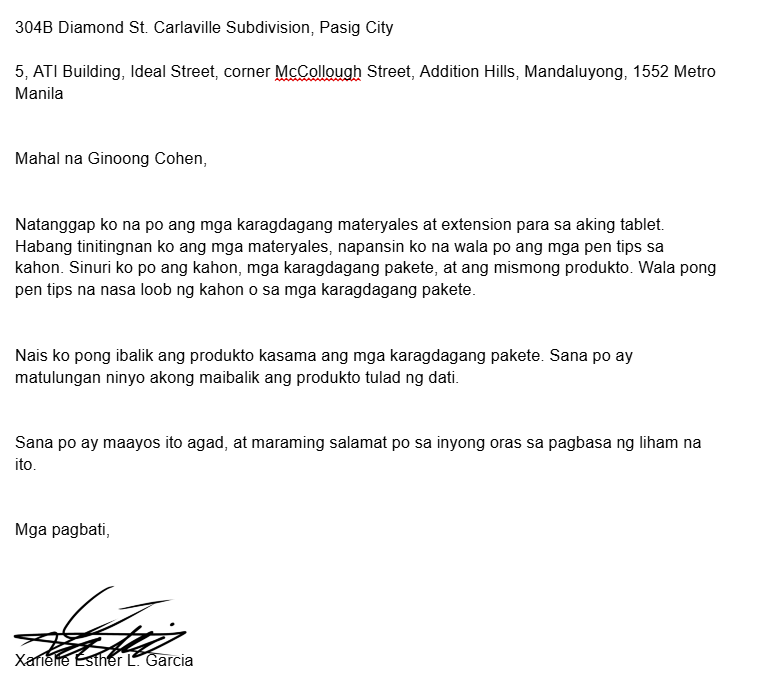 304B Diamond St. Carlaville Subdivision, Pasig City
5, ATI Building, Ideal Street, corner McCollough Street, Addition Hills, Mandaluyong, 1552 Metro
Manila
Mahal na Ginoong Cohen,
Natanggap ko na po ang mga karagdagang materyales at extension para sa aking tablet.
Habang tinitingnan ko ang mga materyales, napansin ko na wala po ang mga pen tips sa
kahon. Sinuri ko po ang kahon, mga karagdagang pakete, at ang mismong produkto. Wala pong
pen tips na nasa loob ng kahon o sa mga karagdagang pakete.
Nais ko pong ibalik ang produkto kasama ang mga karagdagang pakete. Sana po ay
matulungan ninyo akong maibalik ang produkto tulad ng dati.
Sana po ay maayos ito agad, at maraming salamat po sa inyong oras sa pagbasa ng liham na
ito.
Mga pagbati,
Xarielle Esther L. Garcia